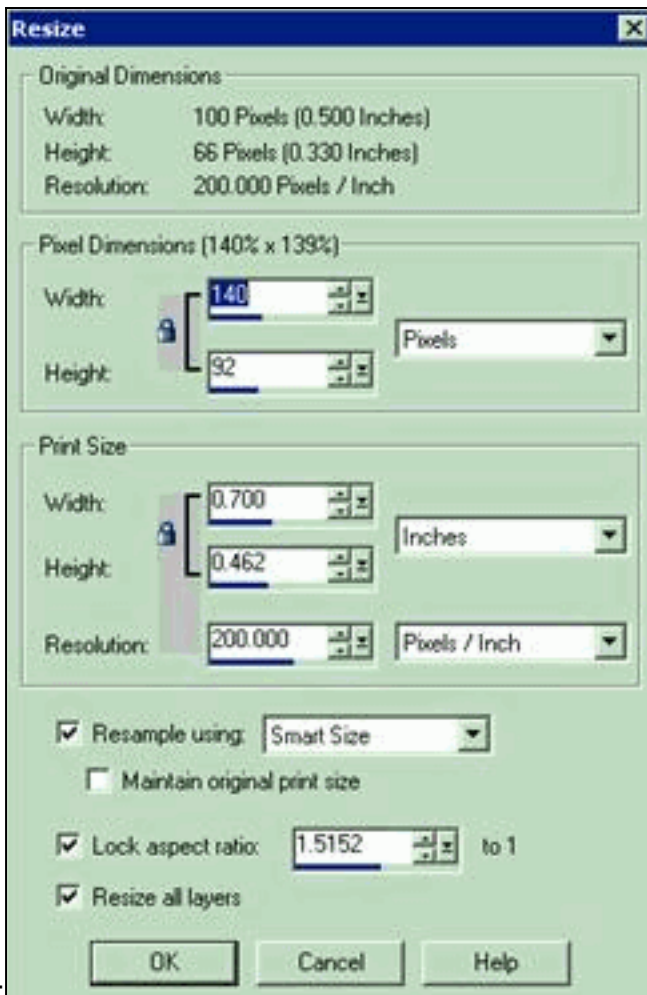 Resize
Original Dimensions
Width: 100 Pixels (0.500 Inches)
Height: 66 Pixels (0.330 Inches)
Resolution: 200.000 Pixels / Inch
Pixel Dimensions (140% x 139%)
Width: 140
Pixels
Height: 92
Print Size
Width: 0.700
Inches
Height: 0.462
Resolution: 200.000 Pixels / Inch
Resample using: Smart Size
Maintain original print size
Lock aspect ratio: 1.5152 to 1
Resize all layers
OK Cancel Help